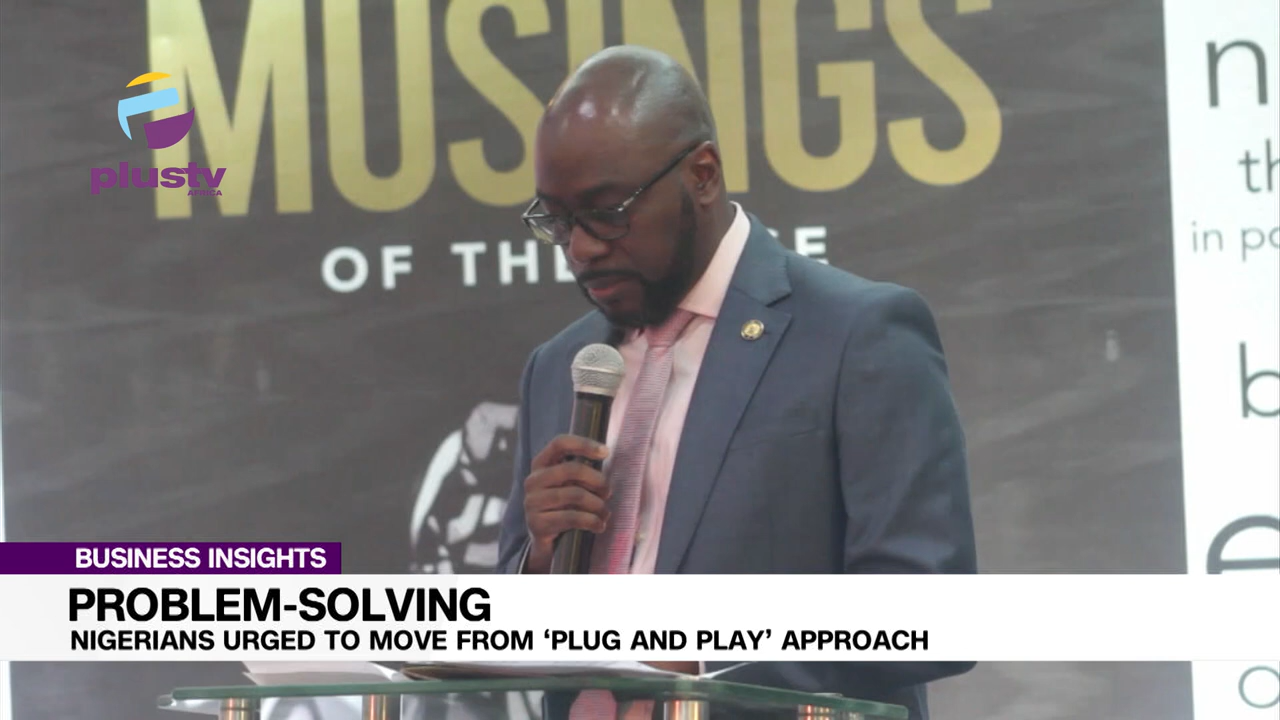 MUSINGS
OF THE
plustv
AFRICA
n
th
in po
b
e
o
BUSINESS INSIGHTS
PROBLEM-SOLVING
NIGERIANS URGED TO MOVE FROM ‘PLUG AND PLAY’ APPROACH